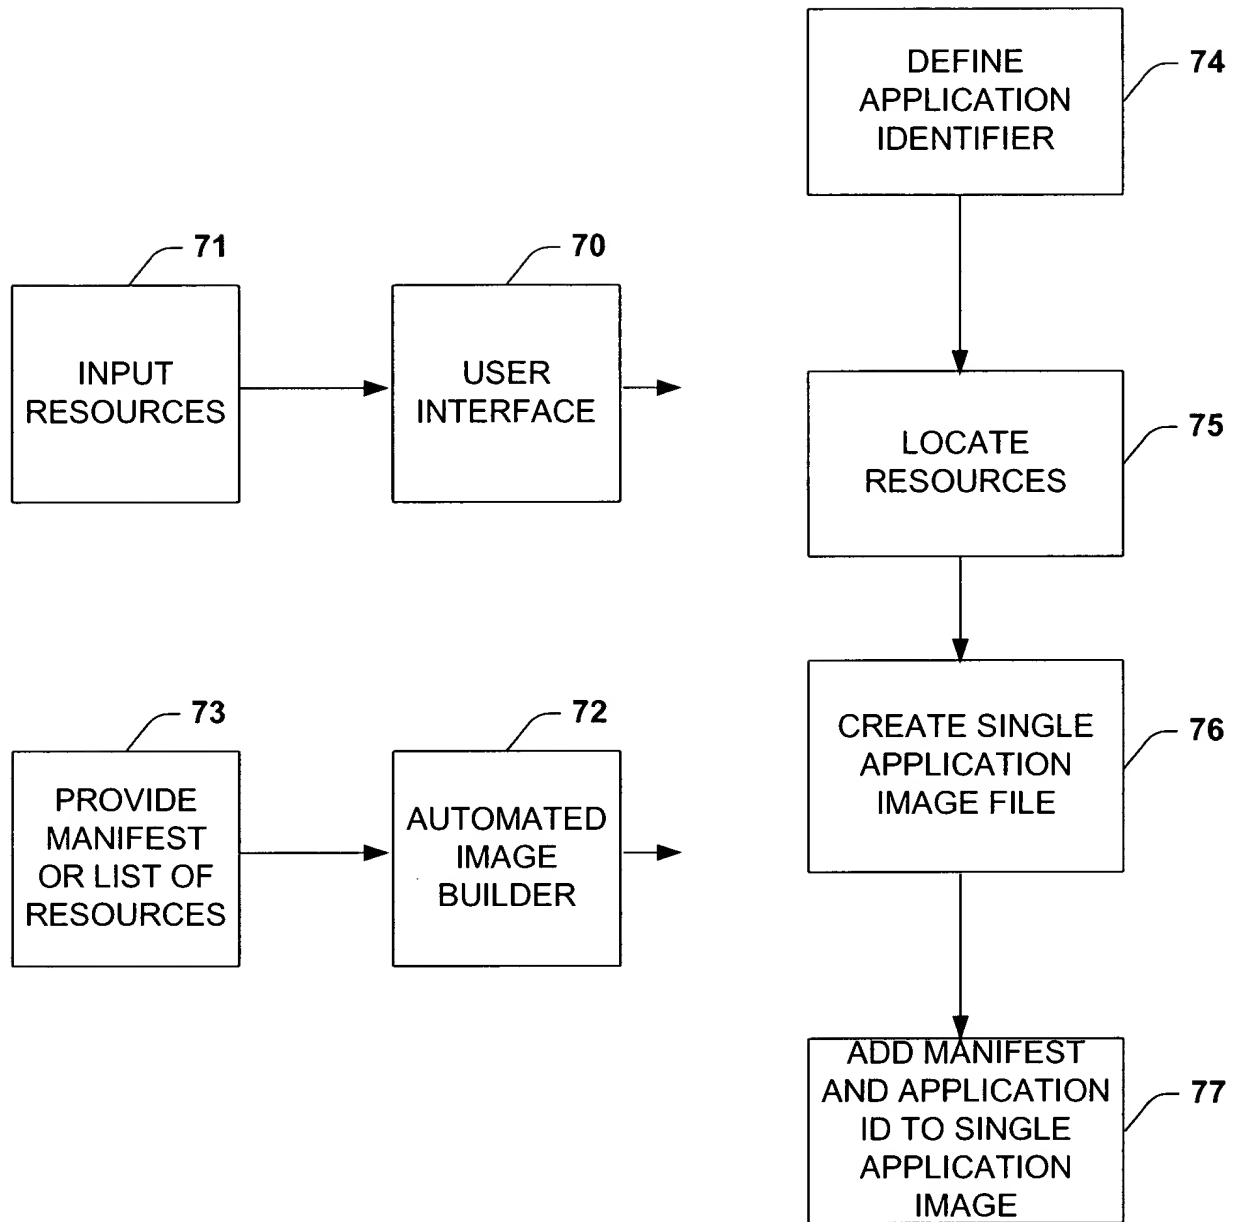 DEFINE
APPLICATION
IDENTIFIER
74
71
70
INPUT
RESOURCES
USER
INTERFACE
LOCATE
RESOURCES
75
73
72
PROVIDE
MANIFEST
OR LIST OF
RESOURCES
AUTOMATED
IMAGE
BUILDER
CREATE SINGLE
APPLICATION
IMAGE FILE
76
ADD MANIFEST
AND APPLICATION
ID TO SINGLE
APPLICATION
IMAGE
77